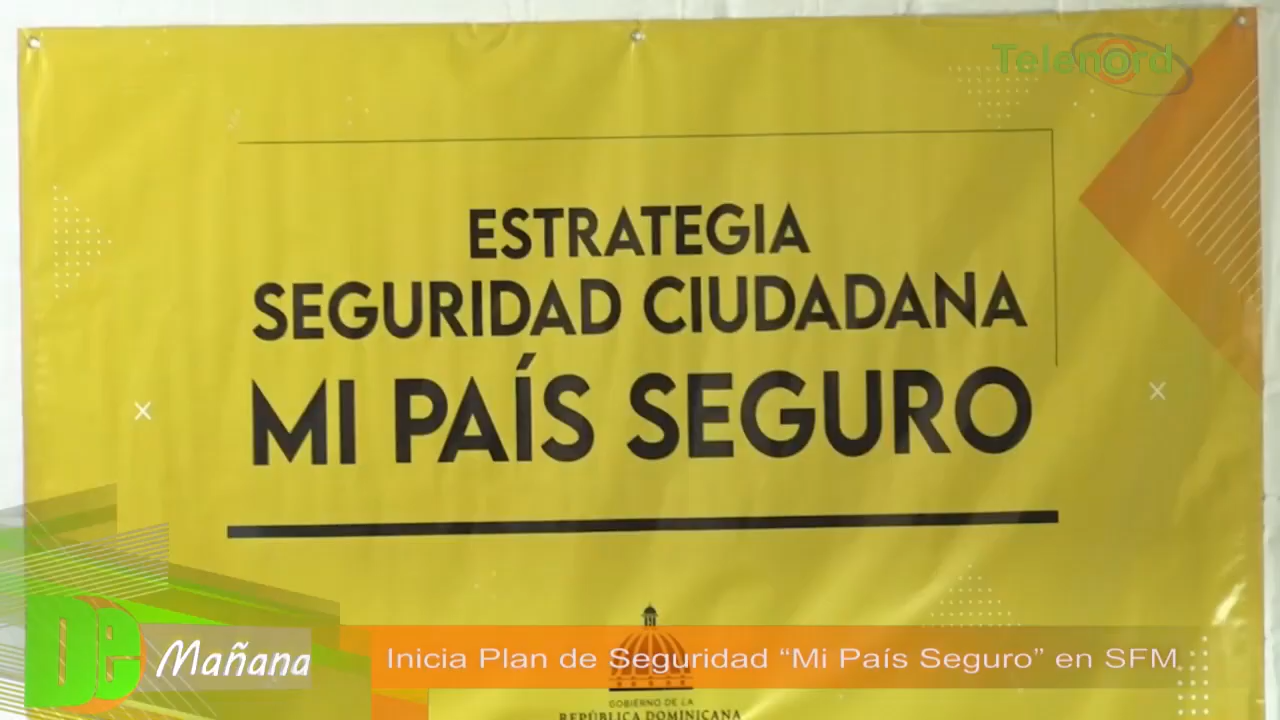 Telenord
ESTRATEGIA
SEGURIDAD CIUDADANA
MI PAÍS SEGURO
De Mañana
Inicia Plan de Seguridad “Mi País Seguro” en SFM
GOBIERNO DE LA
REPÚBLICA DOMINICANA